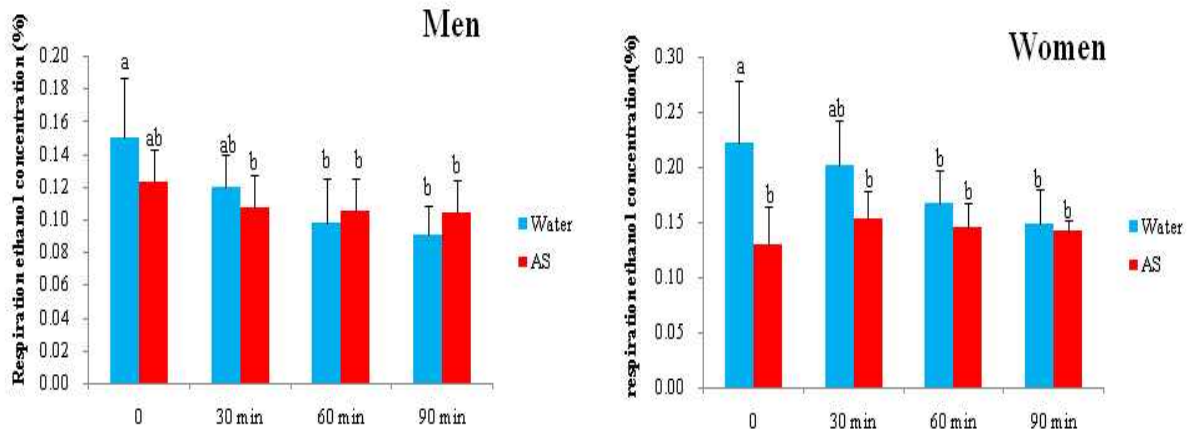 Men
Respiration ethanol concentration (%)
0.20
0.18
0.16
0.14
0.12
0.10
0.08
0.06
0.04
0.02
0.00
a
ab
ab
b
b
b
b
b
0
30 min
60 min
90 min
Water
AS
Women
respiration ethanol concentration(%)
0.30
0.25
0.20
0.15
0.10
0.05
0.00
a
b
ab
b
b
b
b
b
0
30 min
60 min
90 min
Water
AS